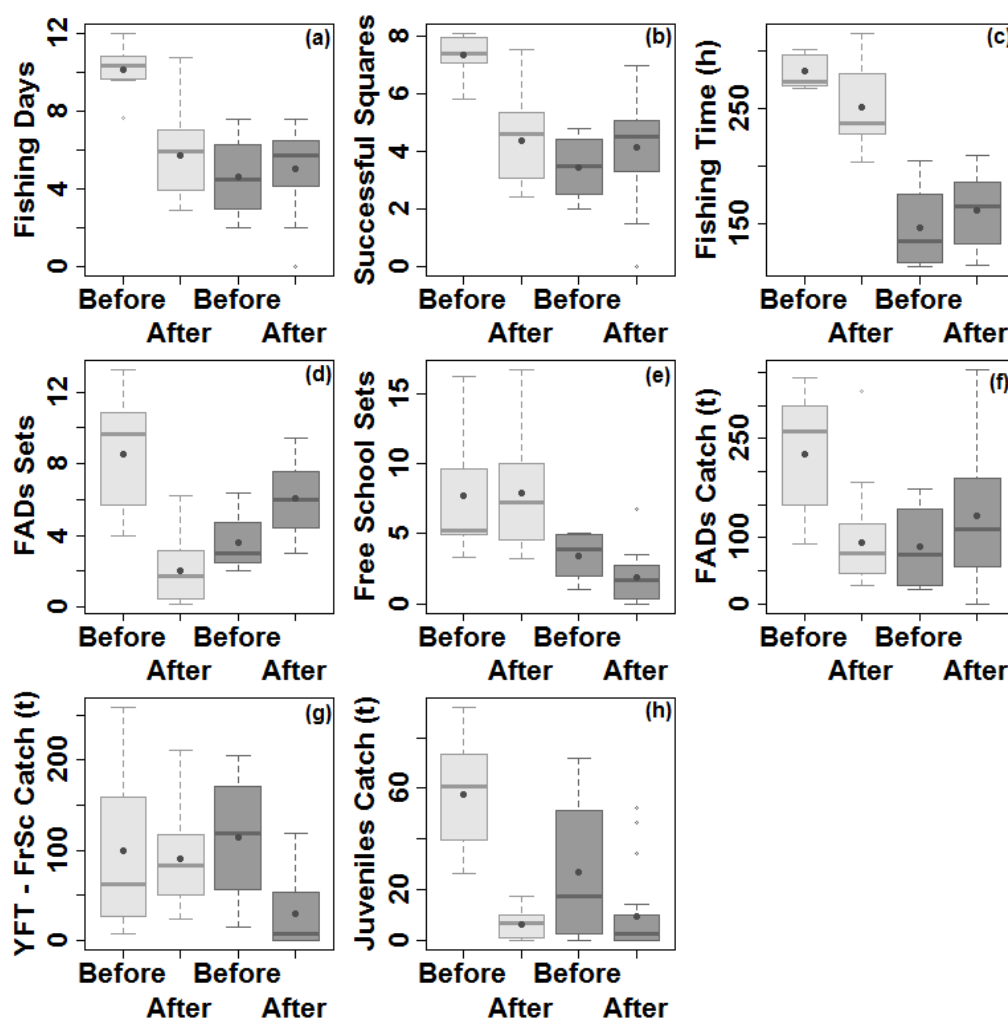 (a)
Fishing Days
12
8
4
0
Before
After
Before
After
(b)
Successful Squares
8
6
4
2
0
Before
After
Before
After
(c)
Fishing Time (h)
250
150
Before
After
Before
After
(d)
FADs Sets
12
8
4
0
Before
After
Before
After
(e)
Free School Sets
15
10
5
0
Before
After
Before
After
(f)
FADs Catch (t)
250
100
0
Before
After
Before
After
(g)
YFT - FrSc Catch (t)
200
100
0
Before
After
Before
After
(h)
Juveniles Catch (t)
60
20
0
Before
After
Before
After